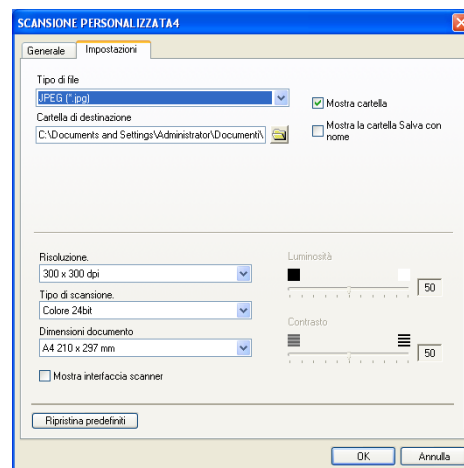 SCANSIONE PERSONALIZZATA4
Generale
Impostazioni
Tipo di file
JPEG (*.jpg)
Mostra cartella
Cartella di destinazione
Mostra la cartella Salva con
nome
C:\Documents and Settings\Administrator\Documenti\
Risoluzione.
Luminosità
300 x 300 dpi
50
Tipo di scansione.
Colore 24bit
Contrasto
Dimensioni documento
A4 210 x 297 mm
50
Mostra interfaccia scanner
Ripristina predefiniti
OK
Annulla